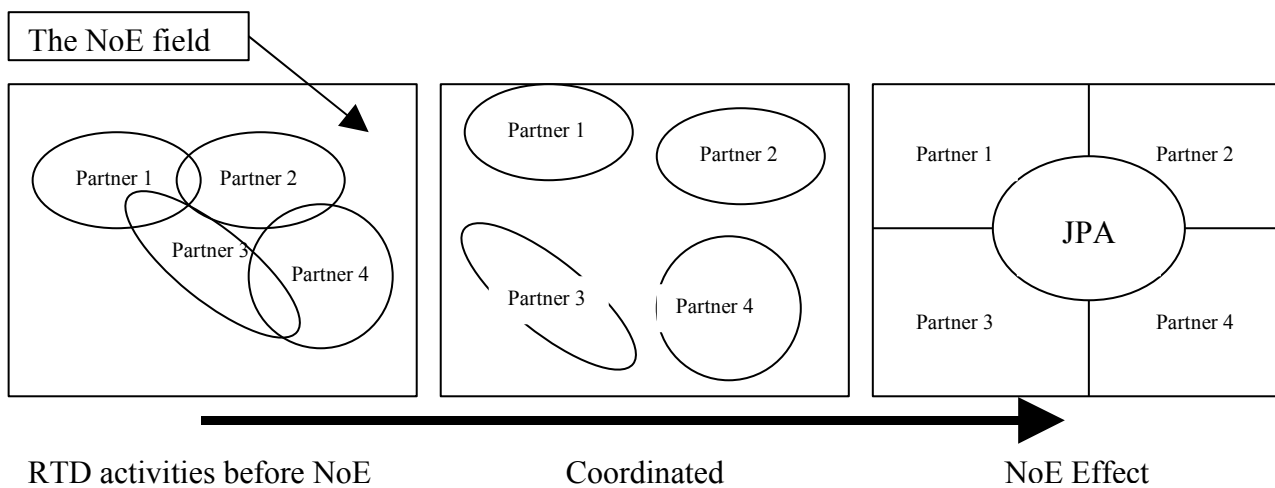 The NoE field
Partner 1
Partner 2
Partner 3
Partner 4
Partner 1
Partner 2
Partner 3
Partner 4
Partner 1
Partner 2
JPA
Partner 3
Partner 4
RTD activities before NoE
Coordinated
NoE Effect